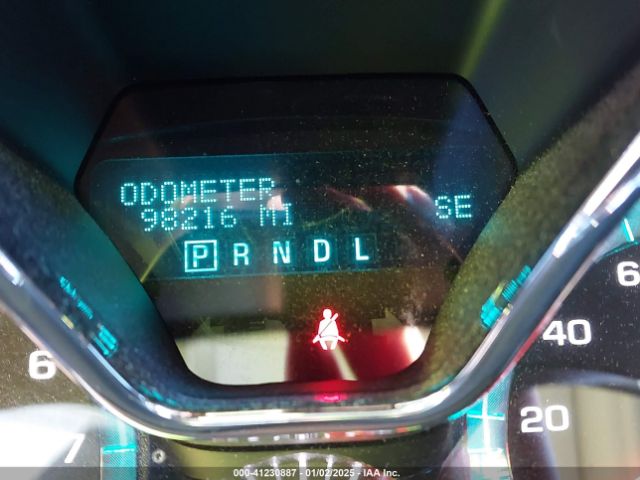 ODOMETER
98216 MI
SE
P R N D L
6
7
6
40
20
000-41230887 - 01/02/2025 - IAA Inc.